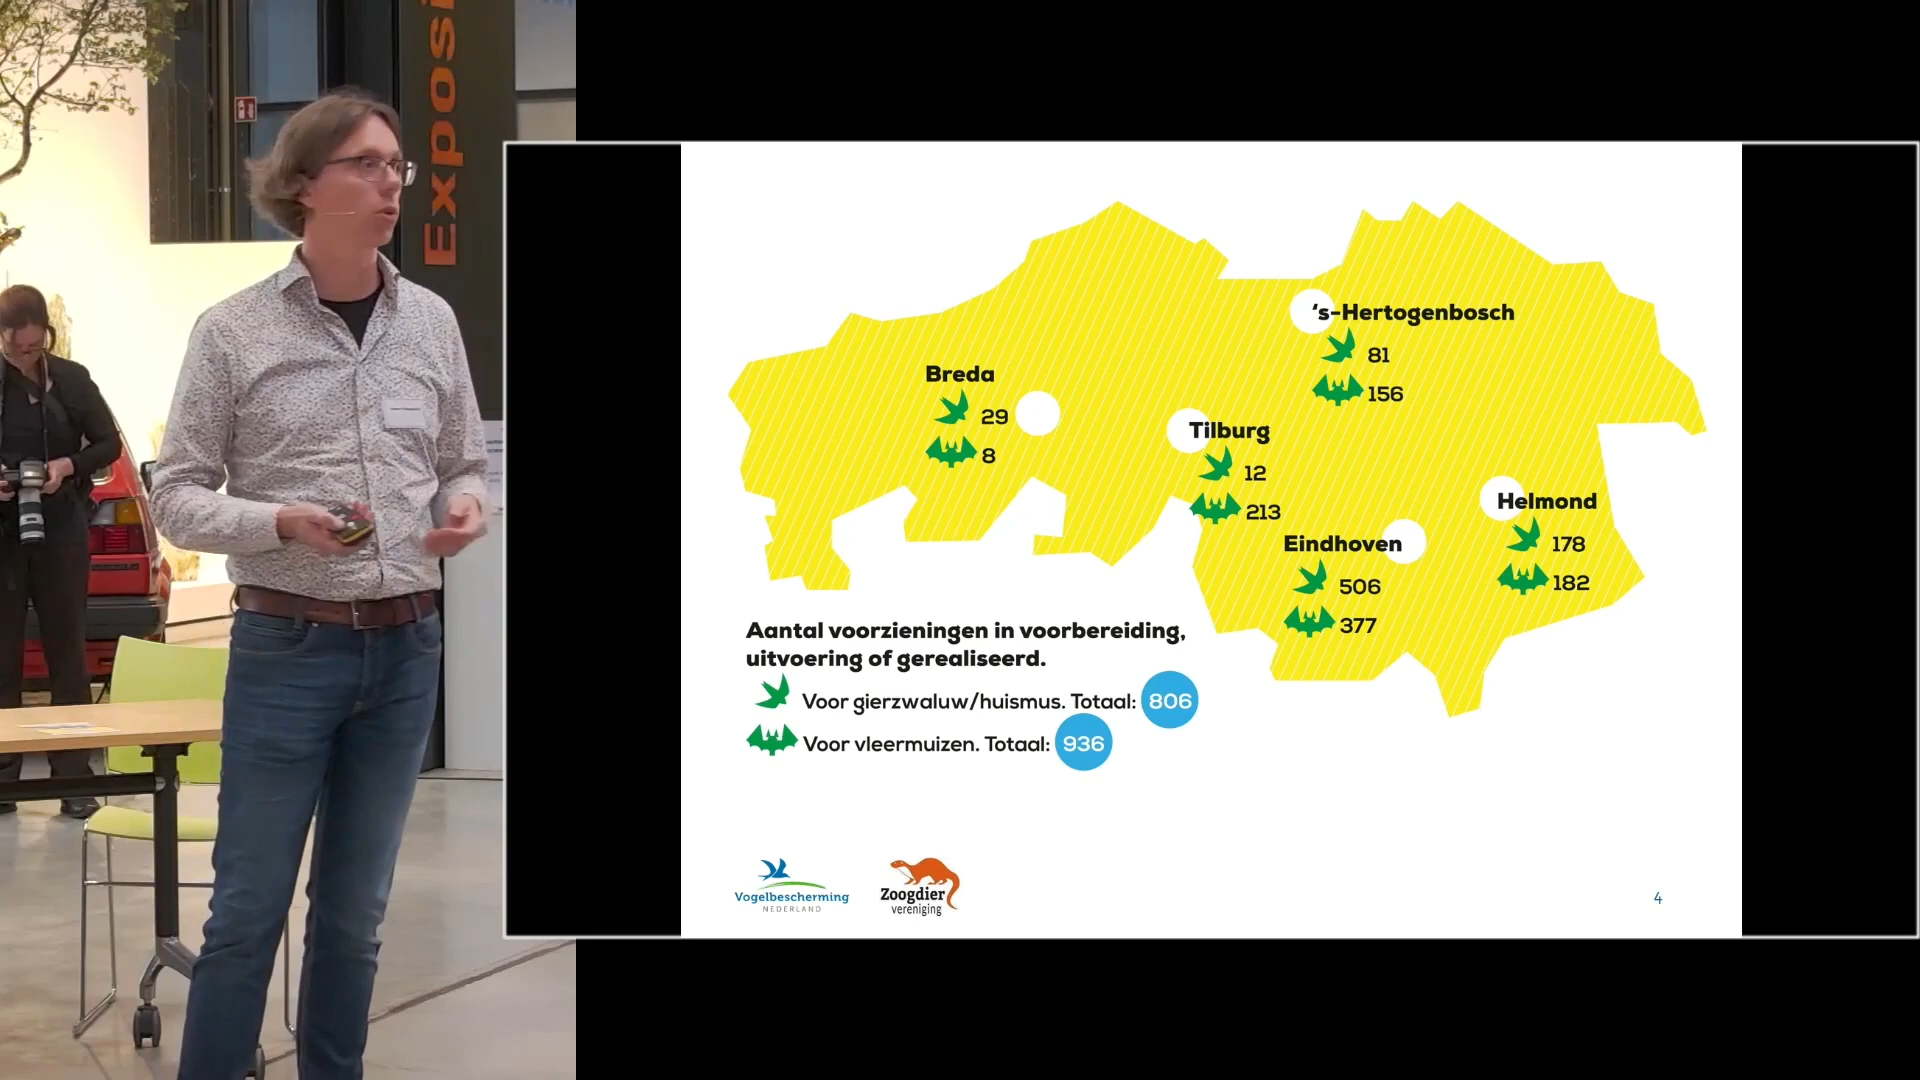 Exposi
‘s-Hertogenbosch
81
156
Breda
29
8
Tilburg
12
213
Helmond
178
182
Eindhoven
506
377
Aantal voorzieningen in voorbereiding,
uitvoering of gerealiseerd.
Voor gierzwaluw/huismus. Totaal: 806
Voor vleermuizen. Totaal: 936
Vogelbescherming
NEDERLAND
Zoogdier
vereniging
4